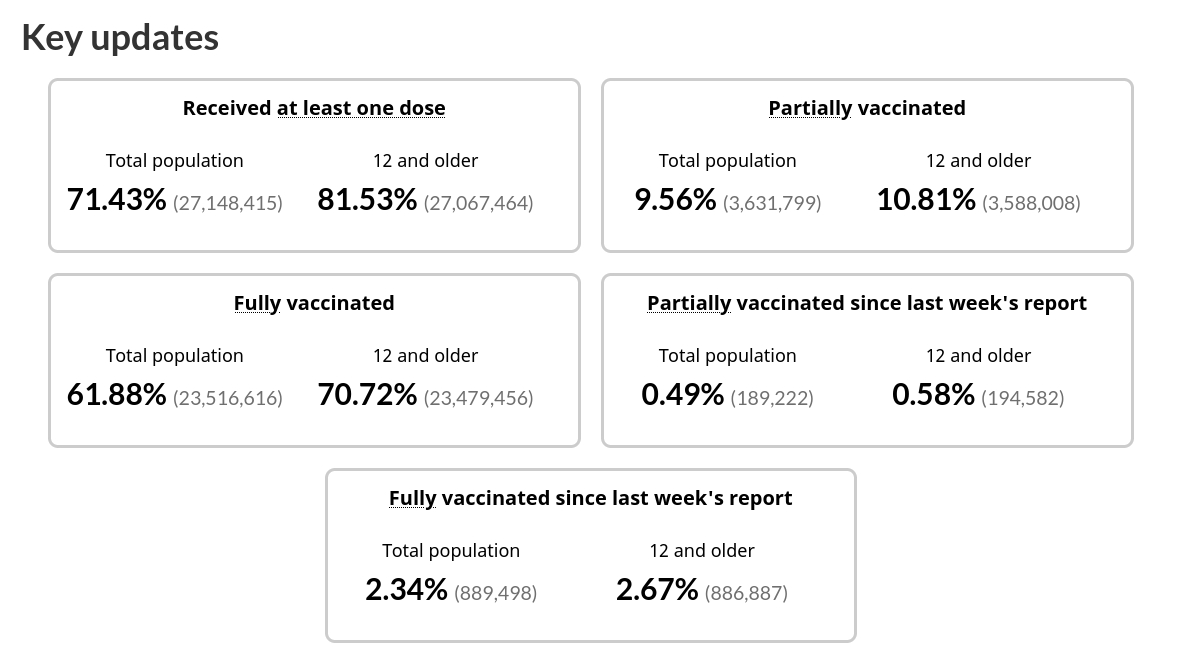 Key updates
Received at least one dose
Total population
71.43% (27,148,415)
12 and older
81.53% (27,067,464)
Partially vaccinated
Total population
9.56% (3,631,799)
12 and older
10.81% (3,588,008)
Fully vaccinated
Total population
61.88% (23,516,616)
12 and older
70.72% (23,479,456)
Partially vaccinated since last week's report
Total population
0.49% (189,222)
12 and older
0.58% (194,582)
Fully vaccinated since last week's report
Total population
2.34% (889,498)
12 and older
2.67% (886,887)